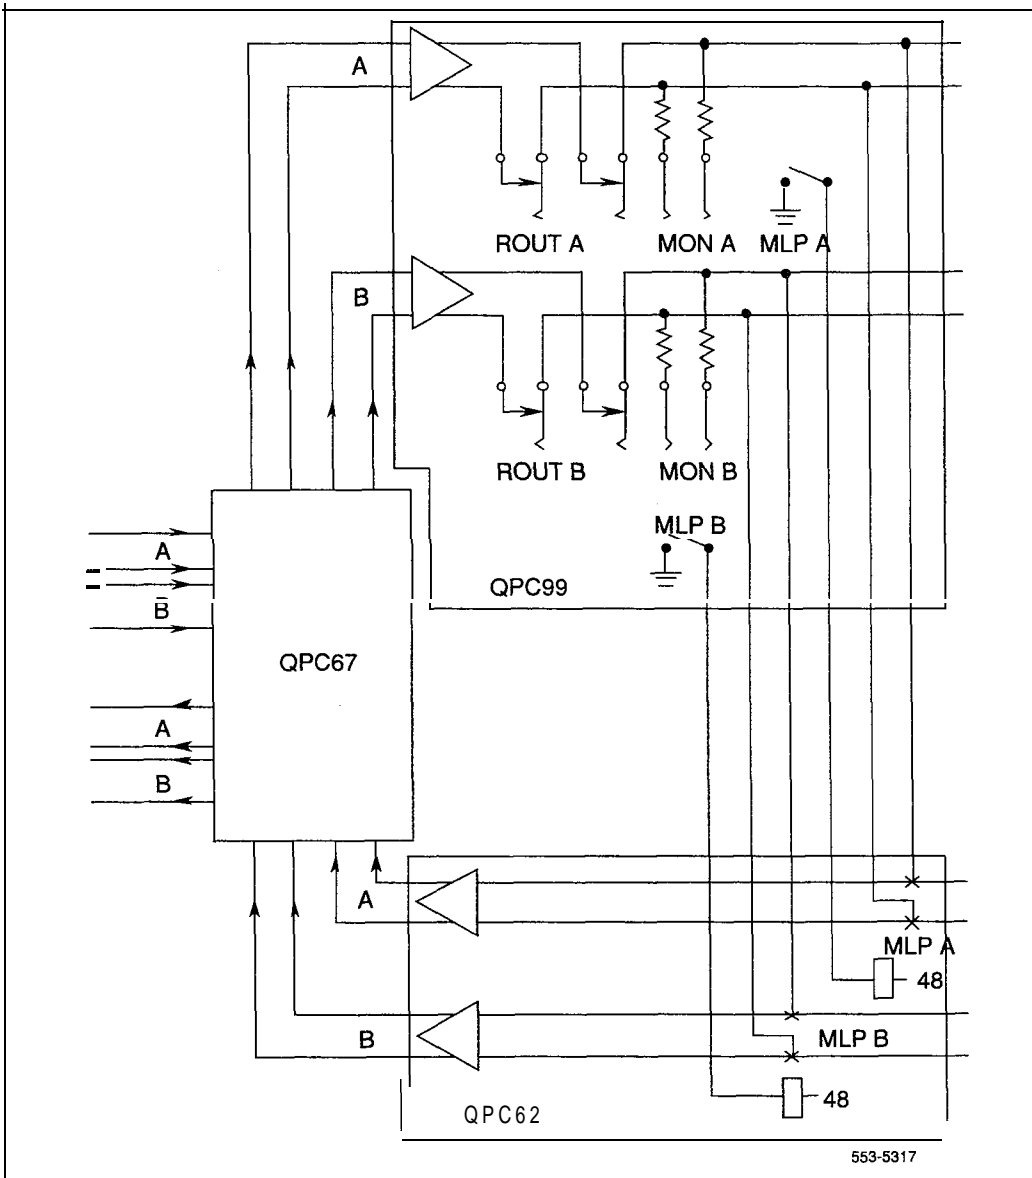 A
ROUT A MON A MLP A
B
ROUT B MON B
MLP B
A
QPC99
B
QPC67
A
B
A
MLP A
48
B
MLP B
48
QPC62
553-5317